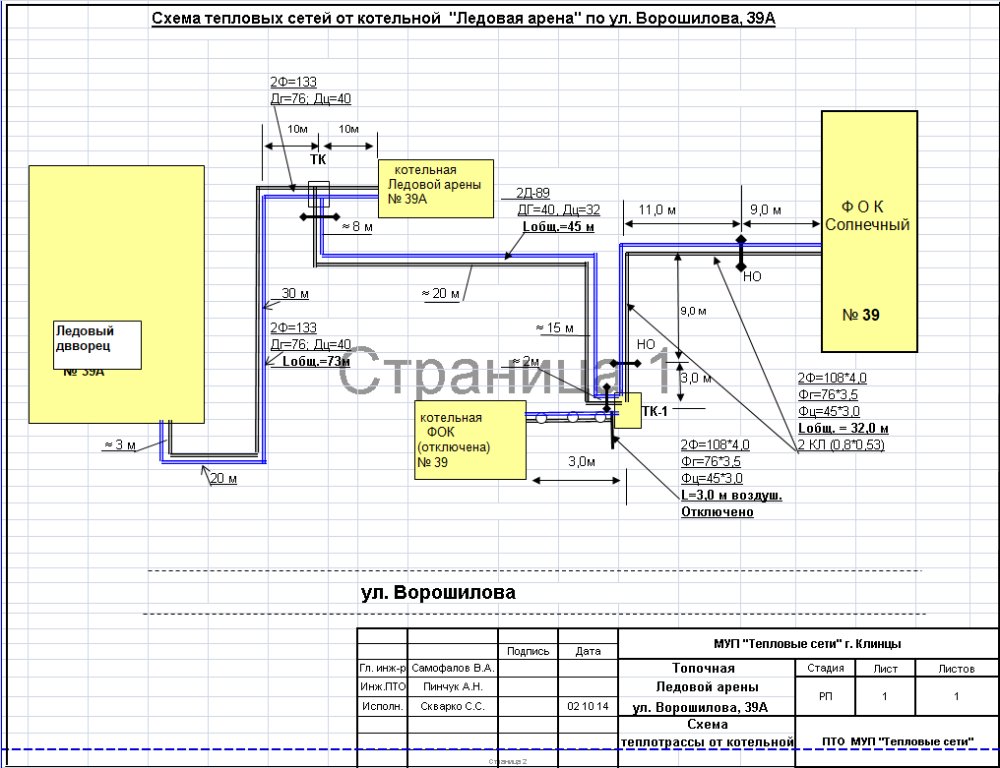 Схема тепловых сетей от котельной "Ледовая арена" по ул. Ворошилова, 39А
2Ф=133
Дг=76; Дц=40
10м
10м
ТК
котельная
Ледовой арены
№ 39А
≈ 8 м
2Д-89
ДГ=40, Дц=32
Lобщ.=45 м
11,0 м
9,0 м
Ф О К
Солнечный
№ 39
НО
≈ 20 м
30 м
9,0 м
2Ф=133
Дг=76; Дц=40
Lобщ.=73м
≈ 15 м
НО
Ледовый
двворец
№ 39А
Страница 1
≈ 2м
3,0 м
2Ф=108*4,0
Фг=76*3,5
Фц=45*3,0
Lобщ. = 32,0 м
2 КЛ (0,8*0,53)
котельная
ФОК
(отключена)
№ 39
ТК-1
≈ 3 м
20 м
3,0м
2Ф=108*4,0
Фг=76*3,5
Фц=45*3,0
L=3,0 м воздуш.
Отключено
ул. Ворошилова
Подпись
Дата
МУП "Тепловые сети" г. Клинцы
Гл. инж-р
Самофалов В.А.
Топочная
Стадия
Лист
Листов
Инж.ПТО
Пинчук А.Н.
Ледовой арены
РП
1
1
Исполн.
Скварко С.С.
02 10 14
ул. Ворошилова, 39А
Схема
теплотрассы от котельной
ПТО МУП "Тепловые сети"
Страница 2